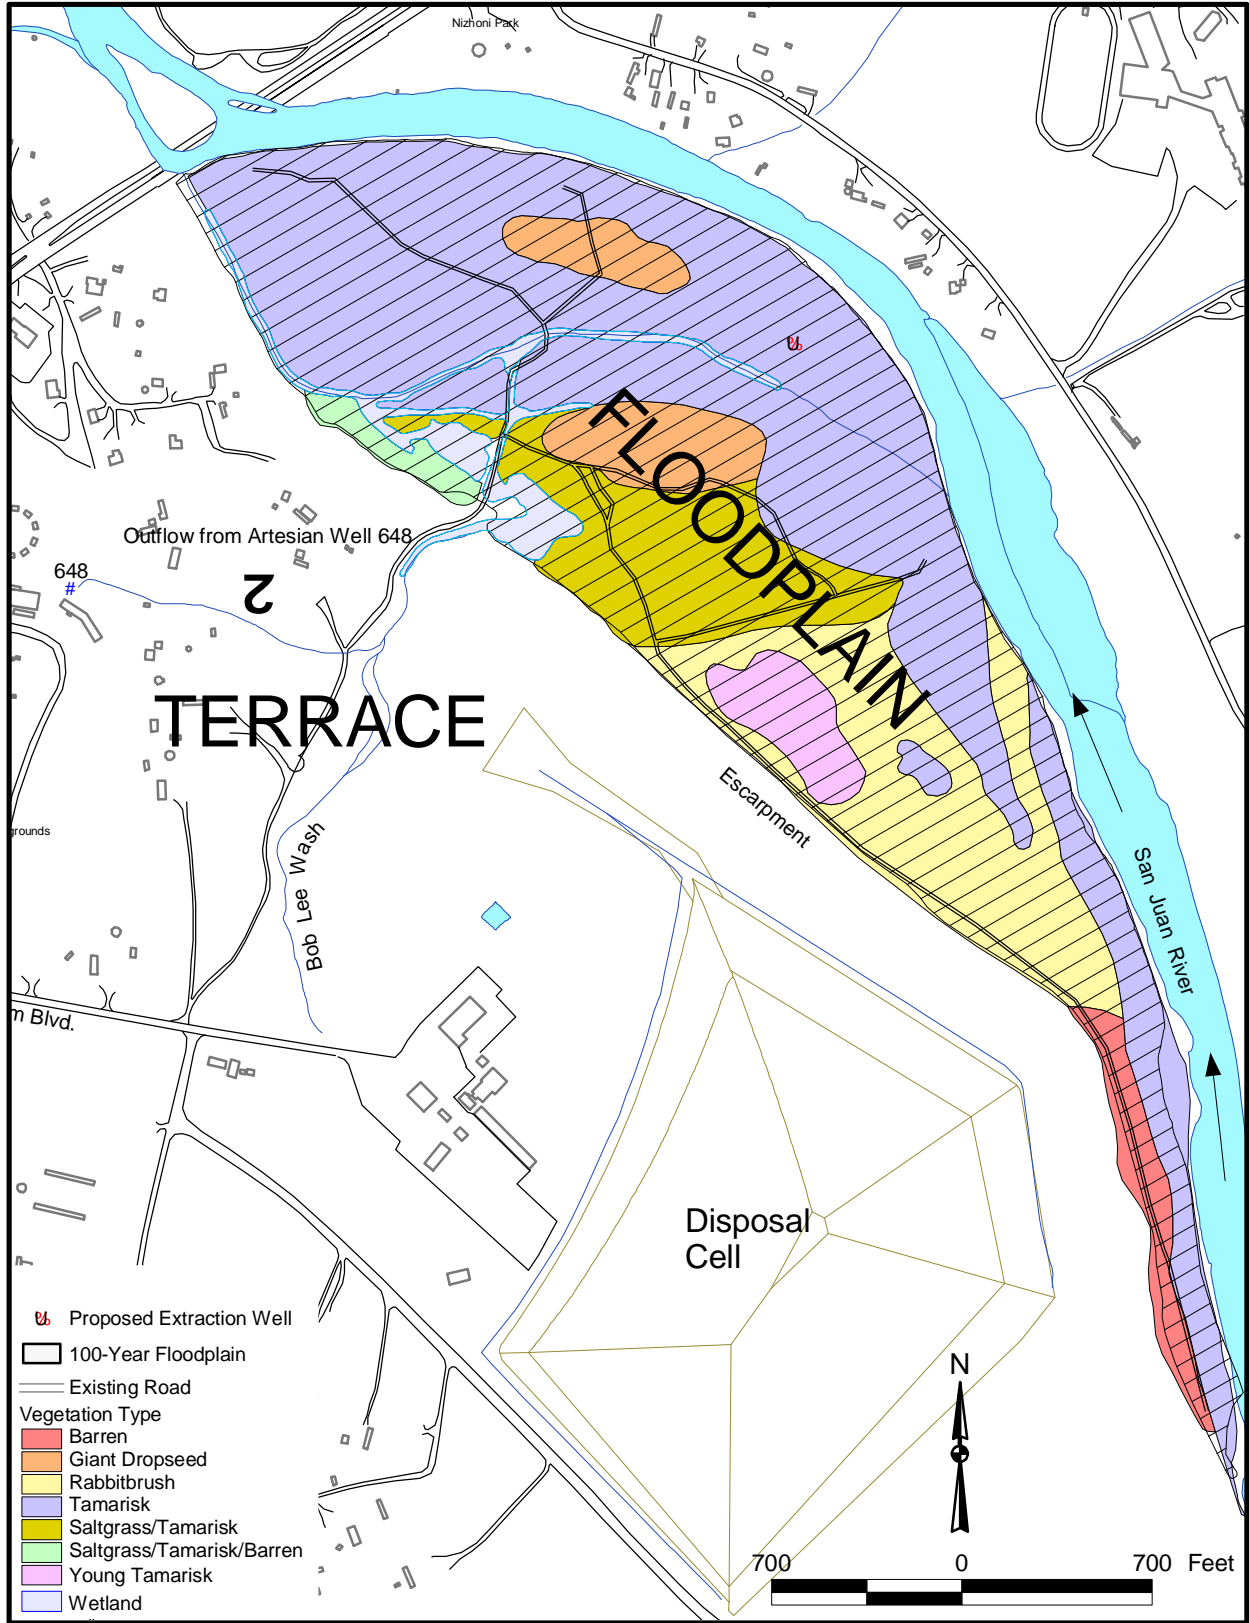 Nizhoni Park
FLOODPLAIN
Outflow from Artesian Well 648
648
#
2
TERRACE
Escarpment
grounds
Bob Lee Wash
San Juan River
m Blvd.
Disposal
Cell
Proposed Extraction Well
100-Year Floodplain
Existing Road
Vegetation Type
Barren
Giant Dropseed
Rabbitbrush
Tamarisk
Saltgrass/Tamarisk
Saltgrass/Tamarisk/Barren
Young Tamarisk
Wetland
N
700 0 700 Feet